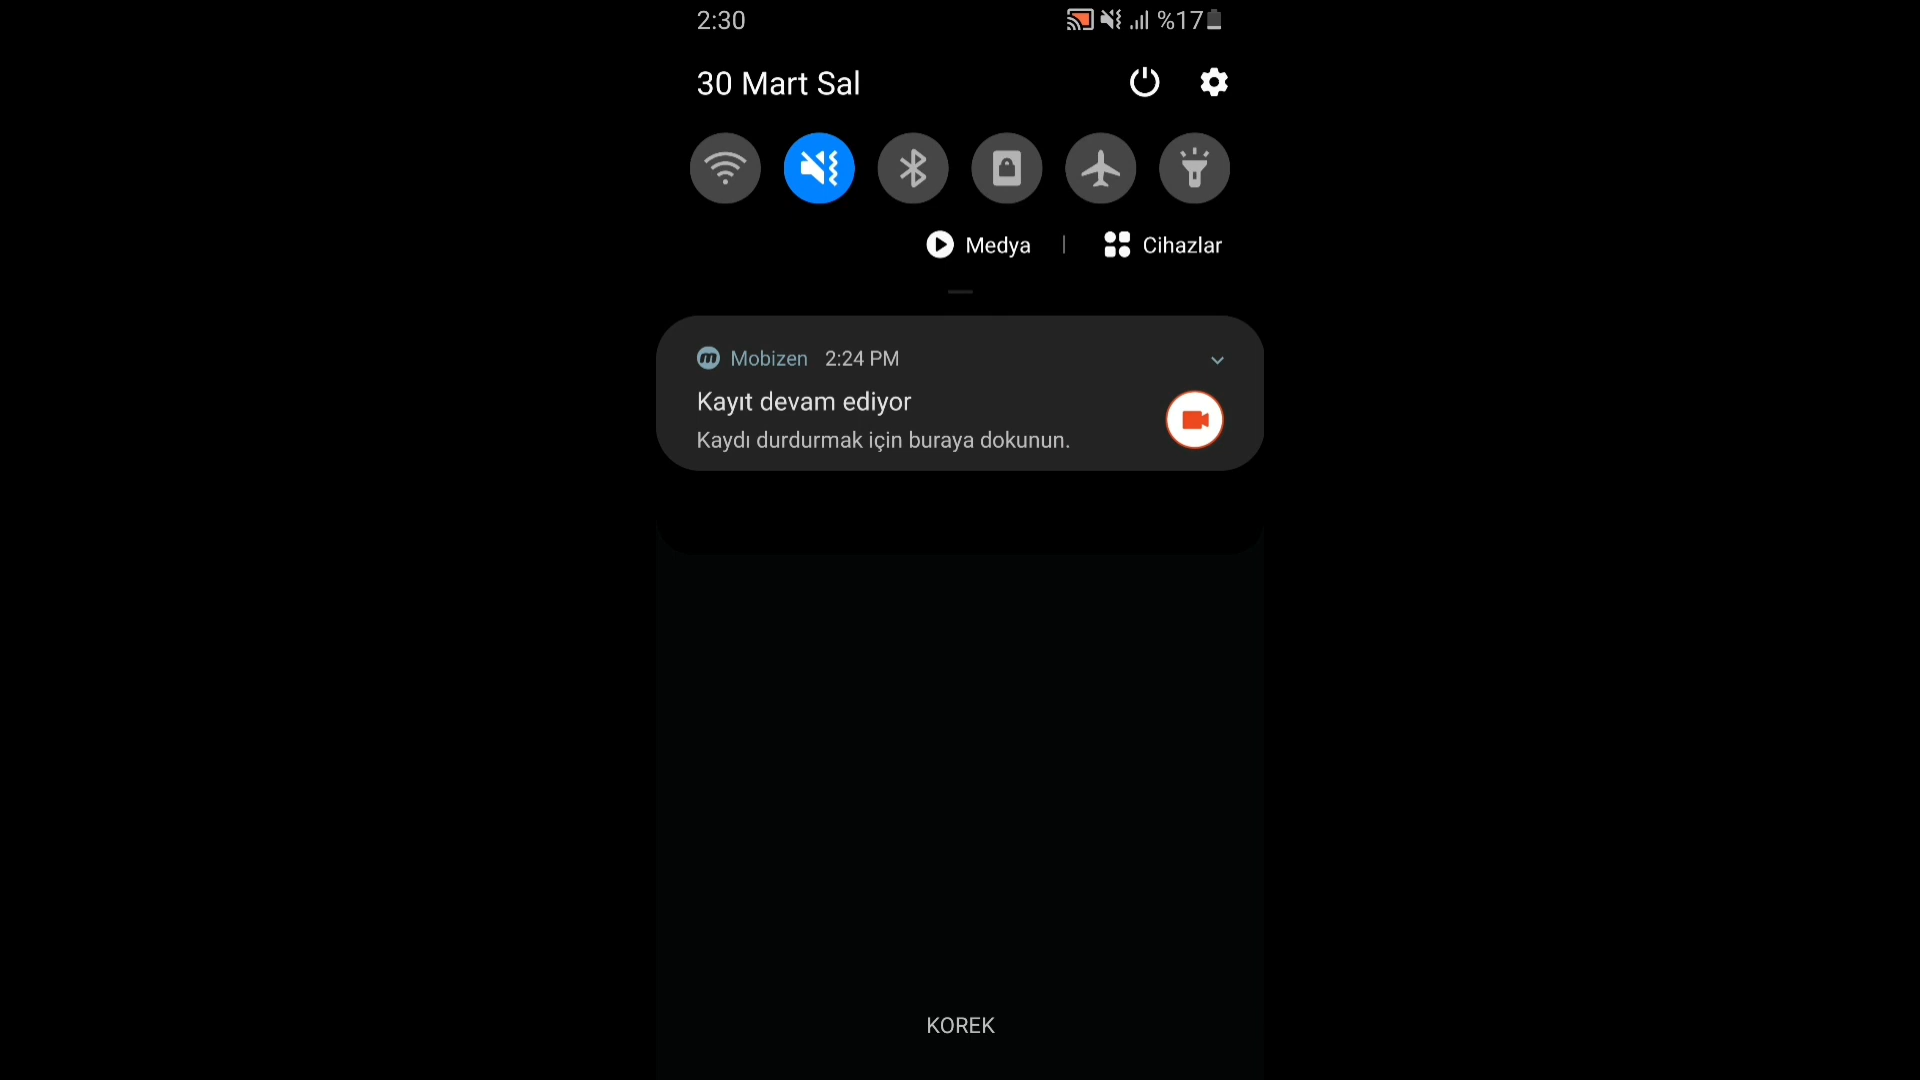 2:30 %17
30 Mart Sal
Medya | Cihazlar
Mobizen 2:24 PM
Kayıt devam ediyor
Kaydı durdurmak için buraya dokunun.
KOREK